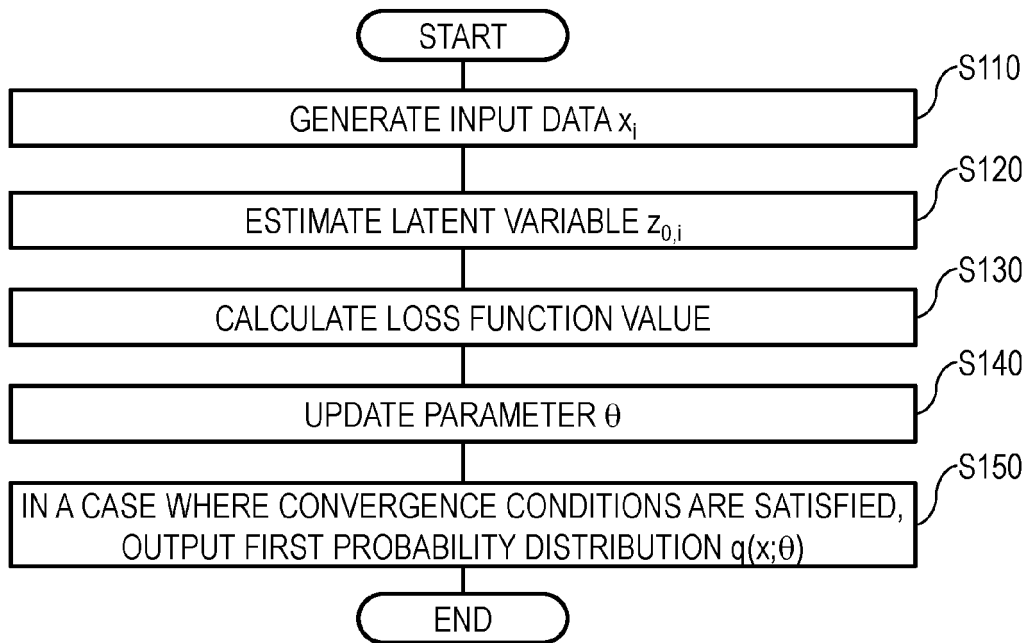 START
S110
GENERATE INPUT DATA xᵢ
S120
ESTIMATE LATENT VARIABLE z₀,ᵢ
S130
CALCULATE LOSS FUNCTION VALUE
S140
UPDATE PARAMETER θ
S150
IN A CASE WHERE CONVERGENCE CONDITIONS ARE SATISFIED,
OUTPUT FIRST PROBABILITY DISTRIBUTION q(x;θ)
END